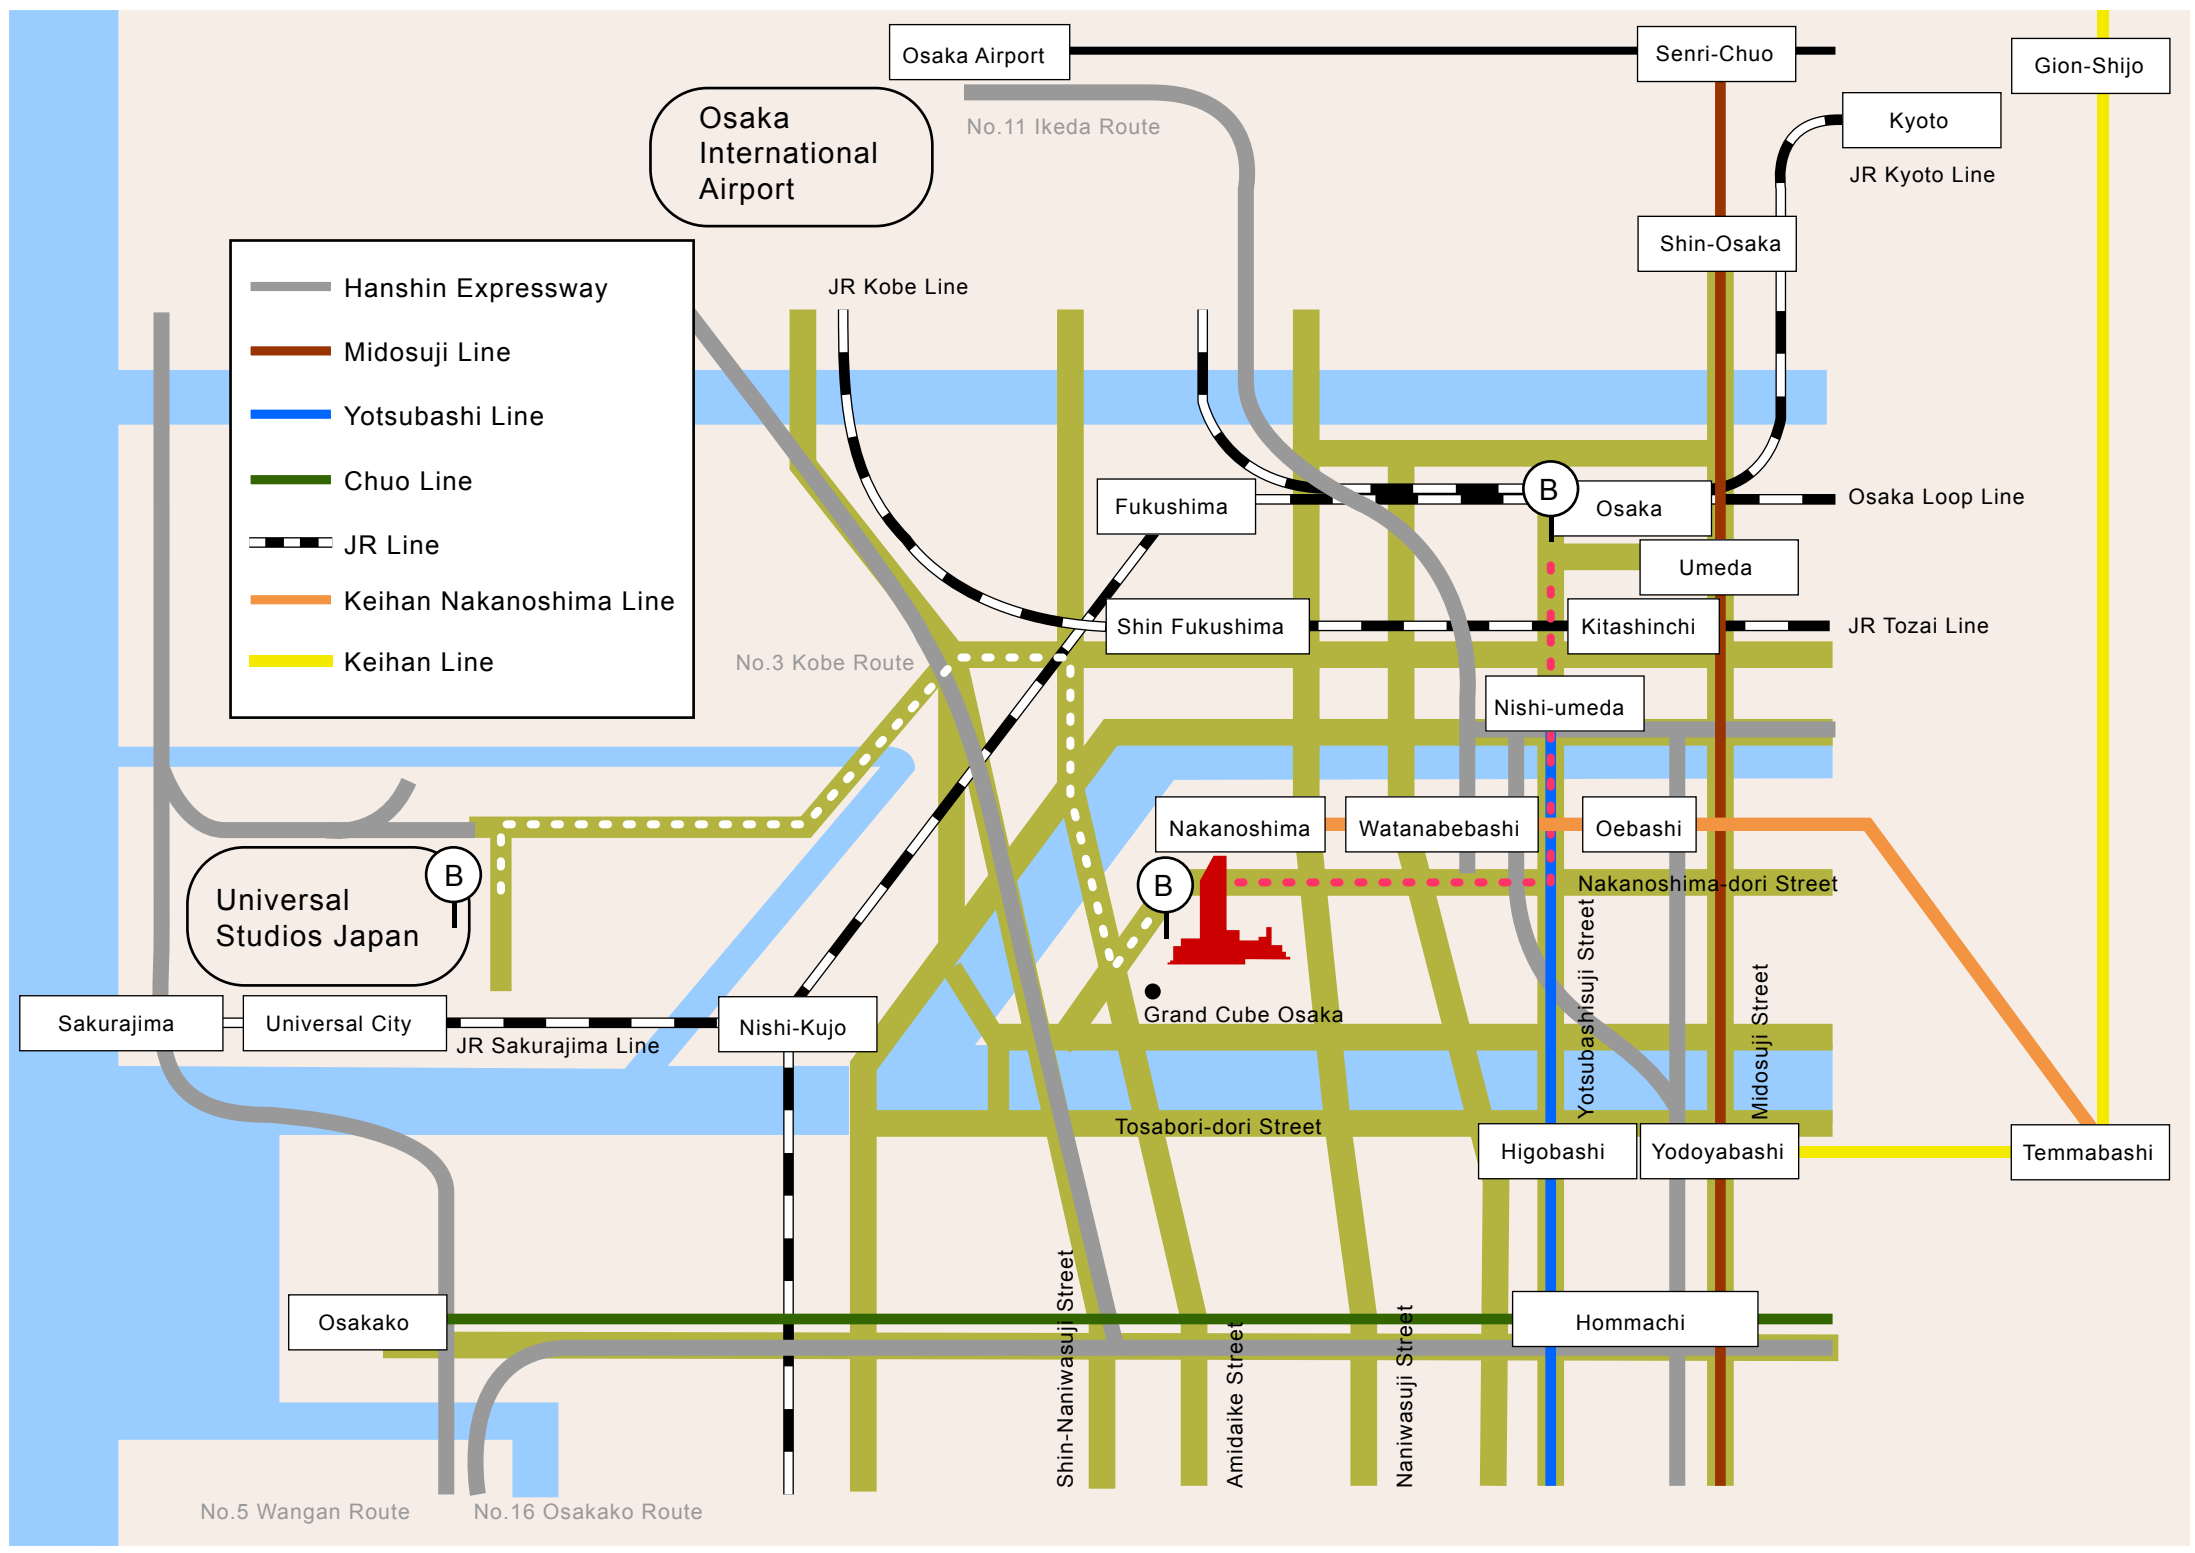 Osaka Airport
Senri-Chuo
Gion-Shijo
Osaka
International
Airport
No.11 Ikeda Route
Kyoto
JR Kyoto Line
Shin-Osaka
Hanshin Expressway
Midosuji Line
Yotsubashi Line
Chuo Line
JR Line
Keihan Nakanoshima Line
Keihan Line
JR Kobe Line
Fukushima
B
Osaka
Osaka Loop Line
Umeda
Shin Fukushima
Kitashinchi
JR Tozai Line
No.3 Kobe Route
Nishi-umeda
Nakanoshima
Watanabebashi
Oebashi
B
Universal
Studios Japan
B
Nakanoshima-dori Street
Yotsubashisuji Street
Midosuji Street
Grand Cube Osaka
Sakurajima
Universal City
JR Sakurajima Line
Nishi-Kujo
Tosabori-dori Street
Higobashi
Yodoyabashi
Temmabashi
Osakako
Hommachi
Shin-Naniwasuji Street
Amidaike Street
Naniwasuji Street
No.5 Wangan Route
No.16 Osakako Route